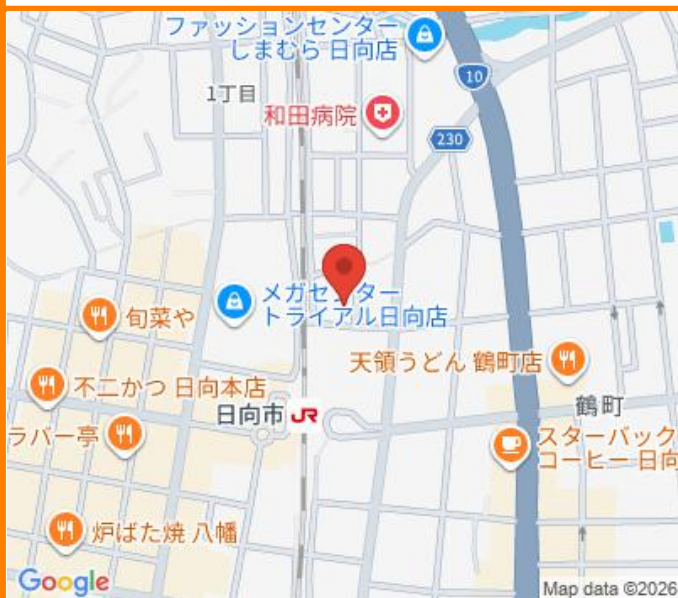 ファッションセンター
しまむら 日向店
10
1丁目
和田病院
230
メガセンター
トライアル日向店
旬菜や
天領うどん 鶴町店
不二かつ 日向本店
鶴町
日向市 JR
ラバー亭
スターバック
コーヒー 日向
炉ばた焼 八幡
Google
Map data ©2026